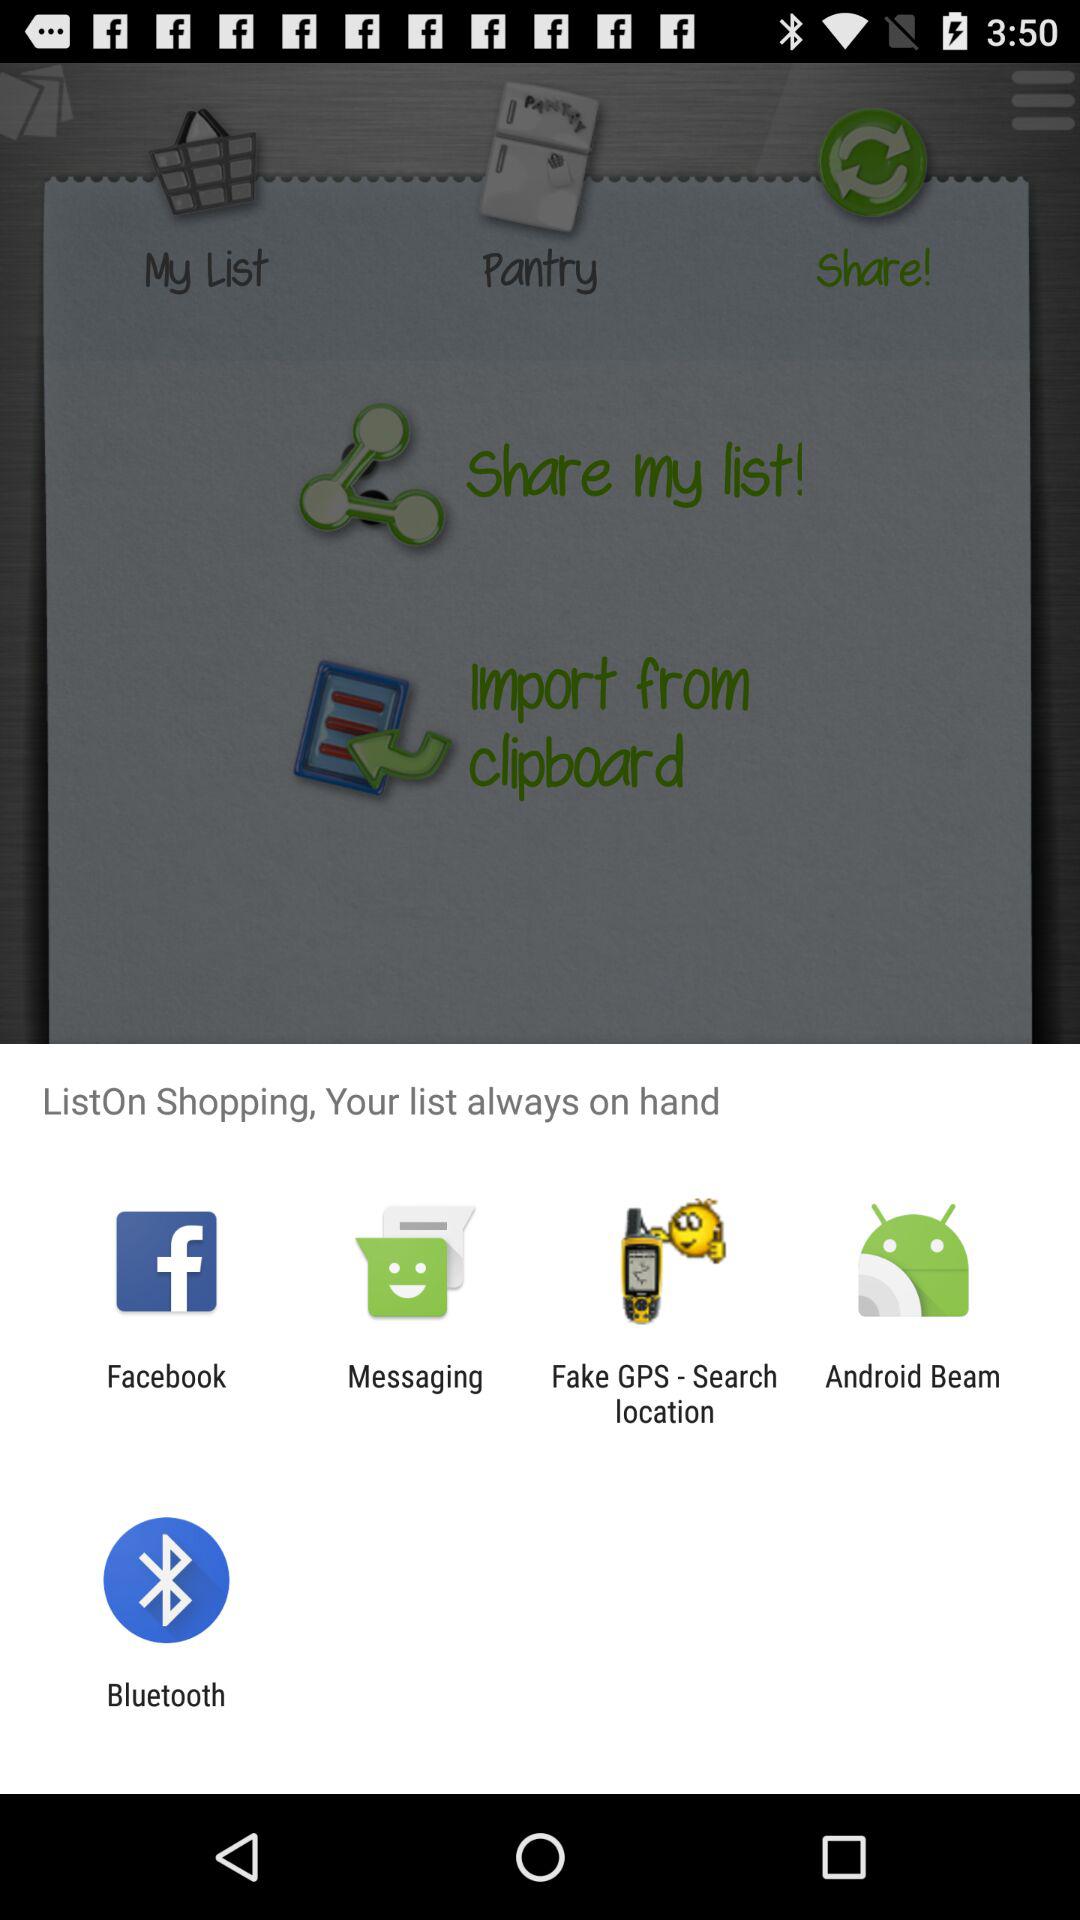 3:50
PANTRY
My List Pantry Share!
Share my list!
Import from
clipboard
ListOn Shopping, Your list always on hand
Facebook Messaging Fake GPS - Search Android Beam
location
Bluetooth